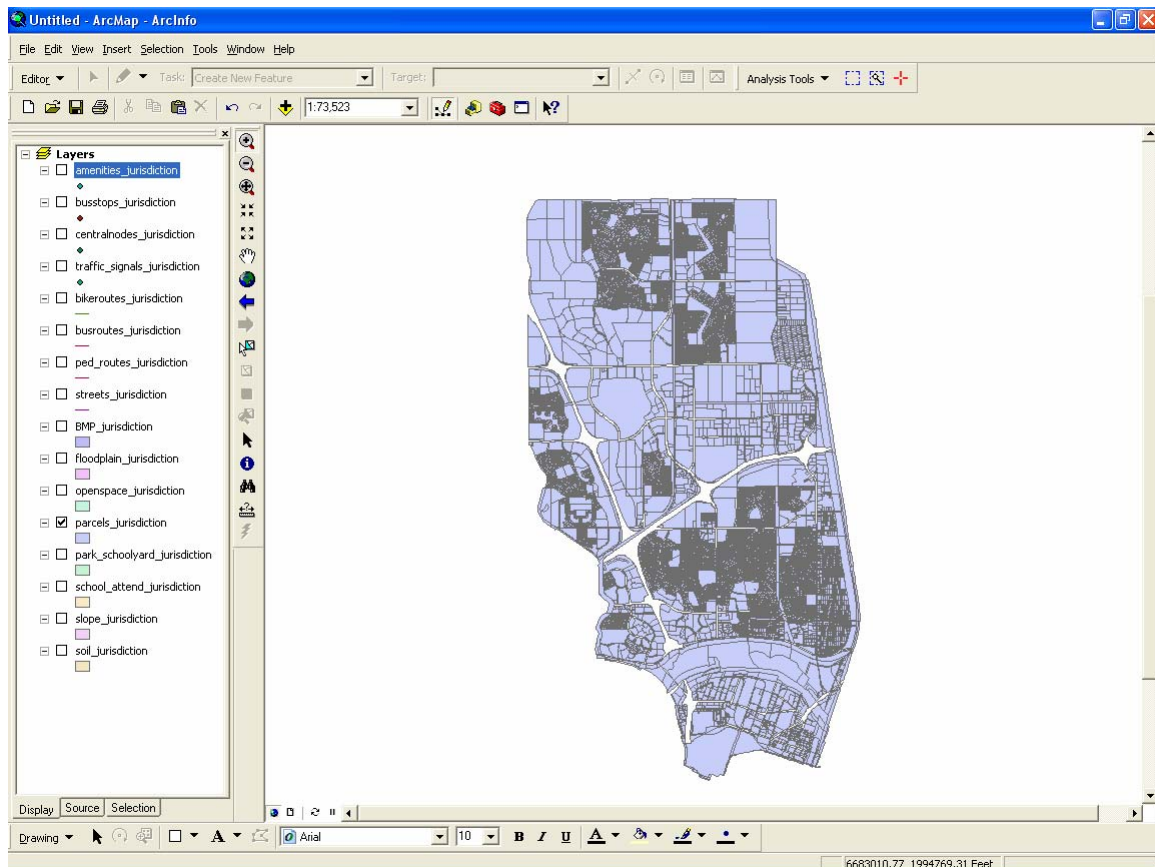 Untitled - ArcMap - ArcInfo
File Edit View Insert Selection Tools Window Help
Editor Task: Create New Feature Target: Analysis Tools
1:73,523
Layers
amenities_jurisdiction
busstops_jurisdiction
centralnodes_jurisdiction
traffic_signals_jurisdiction
bikeroutes_jurisdiction
busroutes_jurisdiction
ped_routes_jurisdiction
streets_jurisdiction
BMP_jurisdiction
floodplain_jurisdiction
openspace_jurisdiction
parcels_jurisdiction
park_schoolyard_jurisdiction
school_attend_jurisdiction
slope_jurisdiction
soil_jurisdiction
Display Source Selection
Drawing A Arial 10 B I U A
6683010.77 1994769.31 Feet